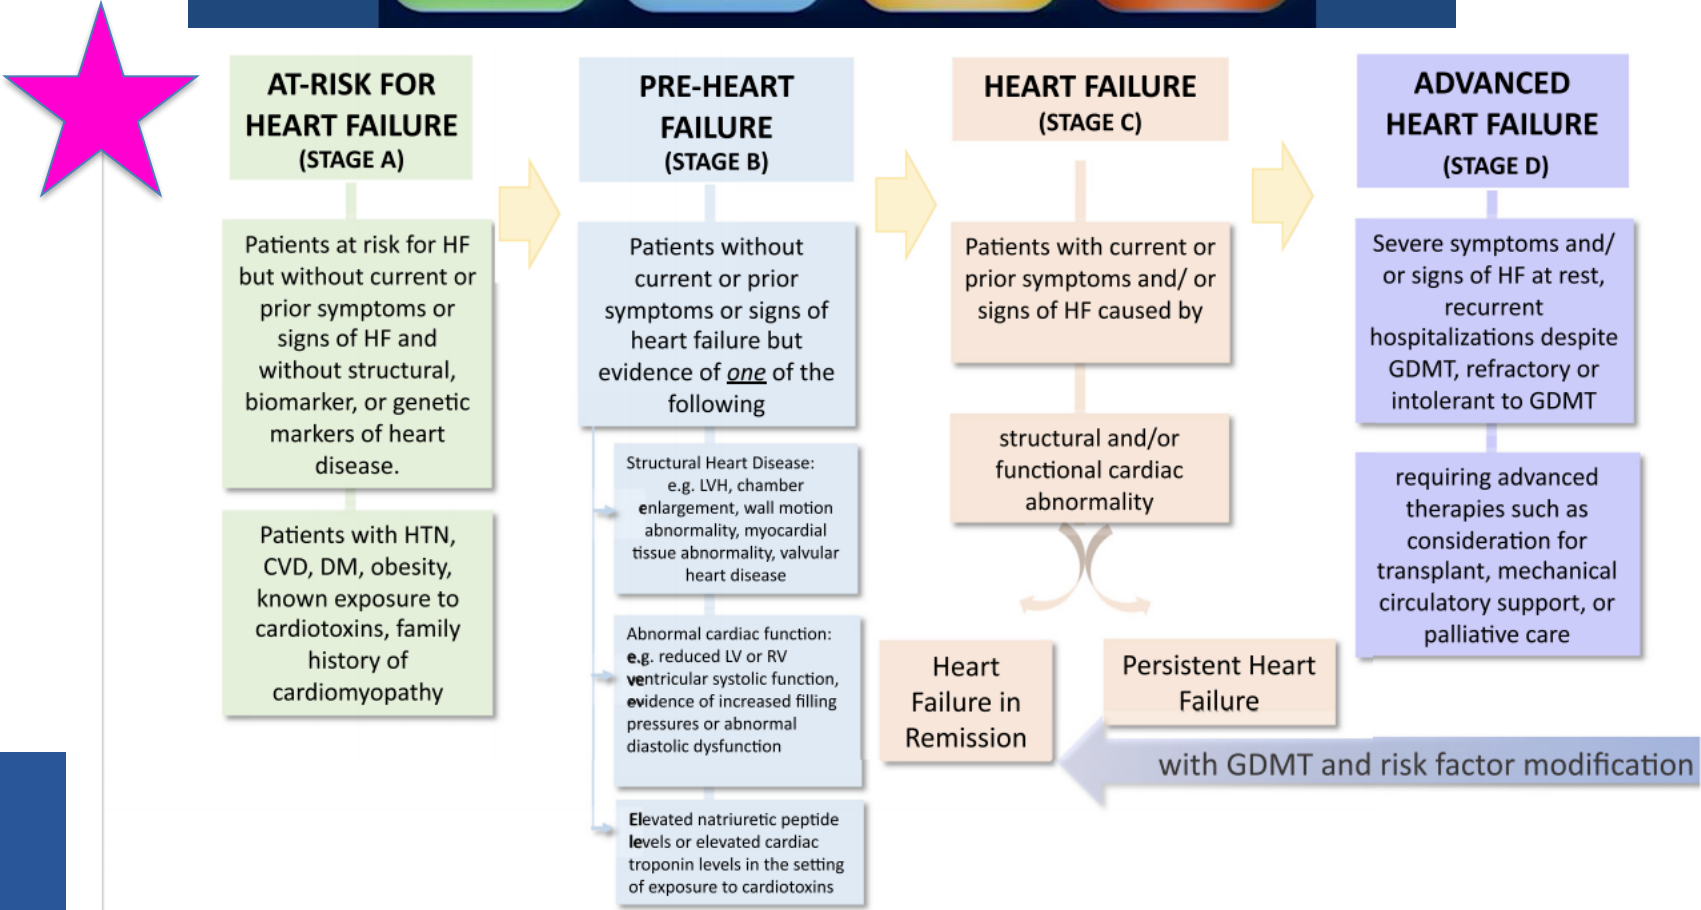 AT-RISK FOR
HEART FAILURE
(STAGE A)
Patients at risk for HF
but without current or
prior symptoms or
signs of HF and
without structural,
biomarker, or genetic
markers of heart
disease.
Patients with HTN,
CVD, DM, obesity,
known exposure to
cardiotoxins, family
history of
cardiomyopathy
PRE-HEART
FAILURE
(STAGE B)
Patients without
current or prior
symptoms or signs of
heart failure but
evidence of one of the
following
Structural Heart Disease:
e.g. LVH, chamber
enlargement, wall motion
abnormality, myocardial
tissue abnormality, valvular
heart disease
Abnormal cardiac function:
e.g. reduced LV or RV
ventricular systolic function,
evidence of increased filling
pressures or abnormal
diastolic dysfunction
Elevated natriuretic peptide
levels or elevated cardiac
troponin levels in the setting
of exposure to cardiotoxins
HEART FAILURE
(STAGE C)
Patients with current or
prior symptoms and/ or
signs of HF caused by
structural and/or
functional cardiac
abnormality
Heart
Failure in
Remission
Persistent Heart
Failure
ADVANCED
HEART FAILURE
(STAGE D)
Severe symptoms and/
or signs of HF at rest,
recurrent
hospitalizations despite
GDMT, refractory or
intolerant to GDMT
requiring advanced
therapies such as
consideration for
transplant, mechanical
circulatory support, or
palliative care
with GDMT and risk factor modification